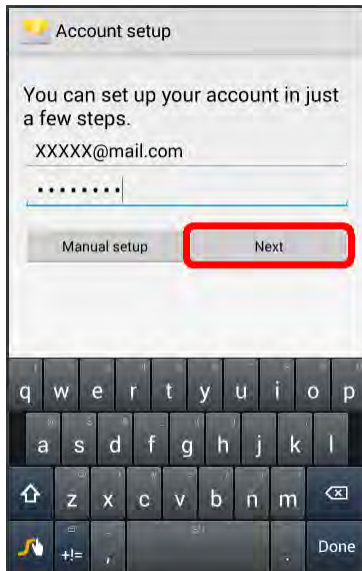 Account setup
You can set up your account in just
a few steps.
XXXXX@mail.com
••••••••
Manual setup Next
q w e r t y u i o p
a s d f g h j k l
z x c v b n m
+!= , . Done